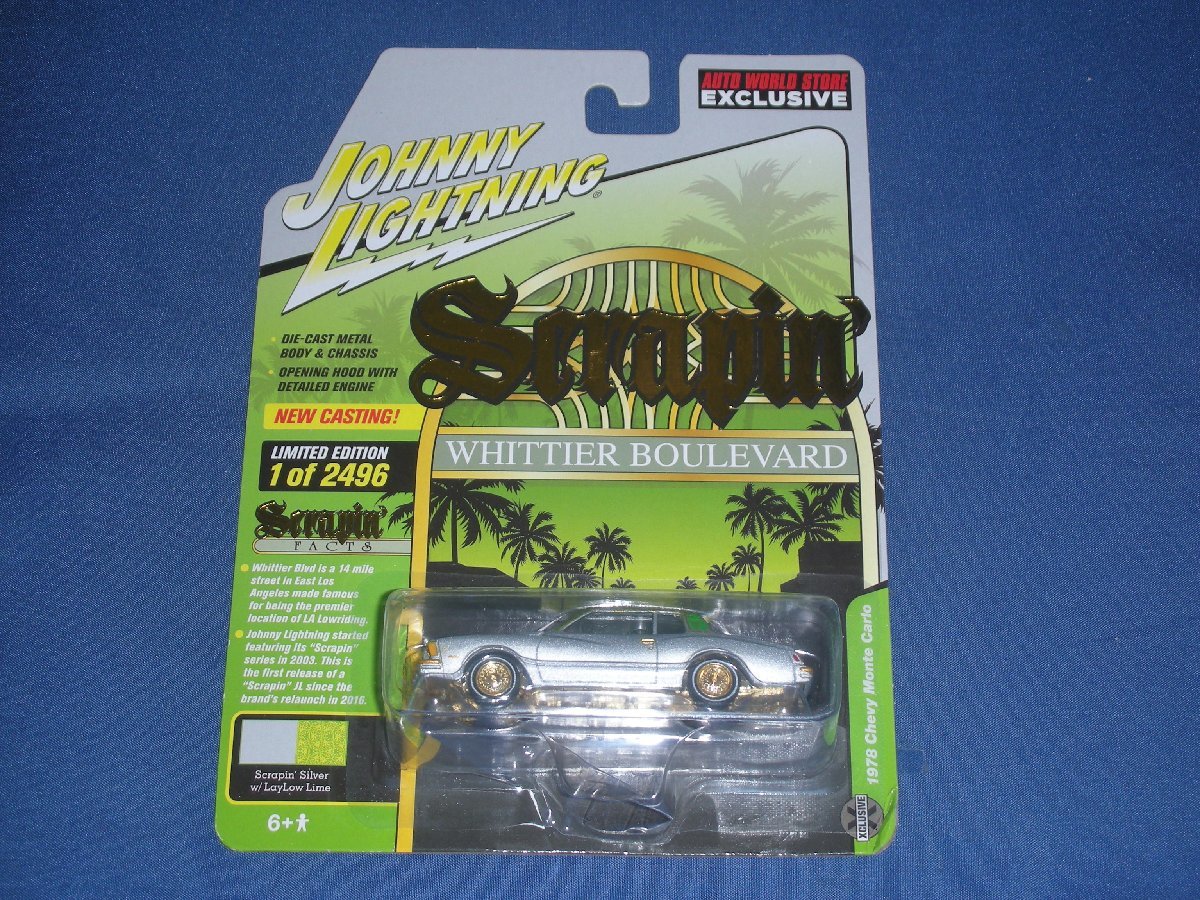 AUTO WORLD STORE
EXCLUSIVE
JOHNNY
LIGHTNING
Scrapin'
WHITTIER BOULEVARD
• DIE-CAST METAL
BODY & CHASSIS
• OPENING HOOD WITH
DETAILED ENGINE
NEW CASTING!
LIMITED EDITION
1 of 2496
Scrapin'
FACTS
• Whittier Blvd is a 14 mile
street in East Los
Angeles made famous
for being the premier
location of LA Lowriding.
• Johnny Lightning started
featuring its "Scrapin"
series in 2003. This is
the first release of a
"Scrapin" JL since the
brand's relaunch in 2016.
Scrapin' Silver
w/ LayLow Lime
6+
1978 Chevy Monte Carlo
XCLUSIVE